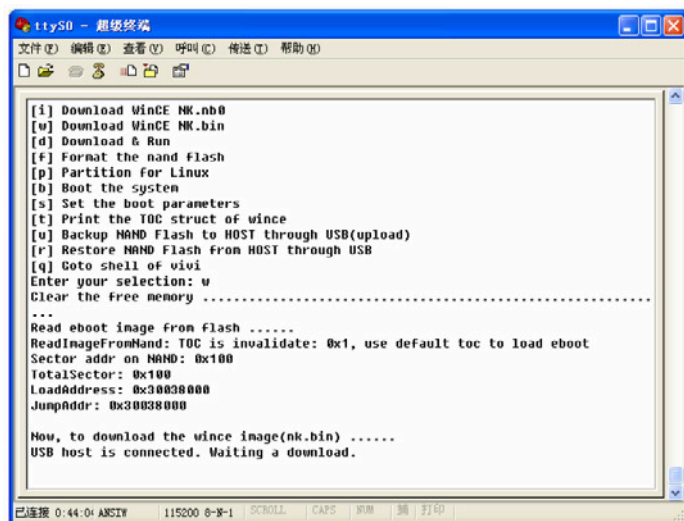 ttyS0 - 超级终端
文件(F) 编辑(E) 查看(V) 呼叫(C) 传送(T) 帮助(H)
[i] Download WinCE NK.nb0
[w] Download WinCE NK.bin
[d] Download & Run
[f] Format the nand flash
[p] Partition for Linux
[b] Boot the system
[s] Set the boot parameters
[t] Print the TOC struct of wince
[u] Backup NAND Flash to HOST through USB(upload)
[r] Restore NAND Flash from HOST through USB
[q] Goto shell of vivi
Enter your selection: w
Clear the free memory ..........................................................
...
Read eboot image from flash ......
ReadImageFromNand: TOC is invalidate: 0x1, use default toc to load eboot
Sector addr on NAND: 0x100
TotalSector: 0x100
LoadAddress: 0x30038000
JumpAddr: 0x30038000
Now, to download the wince image(nk.bin) ......
USB host is connected. Waiting a download.
已连接 0:44:0 ANSIW 115200 8-N-1 SCROLL CAPS NUM 捕 打印